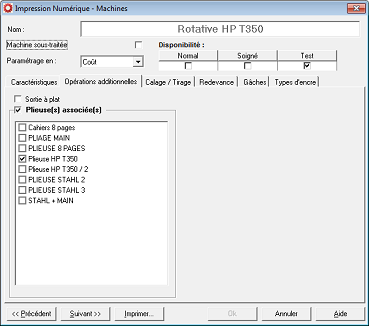 Impression Numérique - Machines
Nom :
Rotative HP T350
Machine sous-traitée
Disponibilité :
Paramétrage en :
Coût
Normal
Soigné
Test
Caractéristiques
Opérations additionnelles
Calage / Tirage
Redevance
Gâches
Types d'encre
Sortie à plat
Plieuse(s) associée(s)
Cahiers 8 pages
PLIAGE MAIN
PLIEUSE 8 PAGES
Plieuse HP T350
Plieuse HP T350 / 2
PLIEUSE STAHL 2
PLIEUSE STAHL 3
STAHL + MAIN
<< Précédent
Suivant >>
Imprimer...
Ok
Annuler
Aide